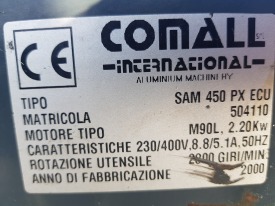 CE
COMALL
INTERNATIONAL
ALUMINIUM MACHINERY
TIPO SAM 450 PX ECU
MATRICOLA 504110
MOTORE TIPO M90L, 2.20Kw
CARATTERISTICHE 230/400V,8.8/5.1A,50HZ
ROTAZIONE UTENSILE 2800 GIRI/MIN
ANNO DI FABBRICAZIONE 2000